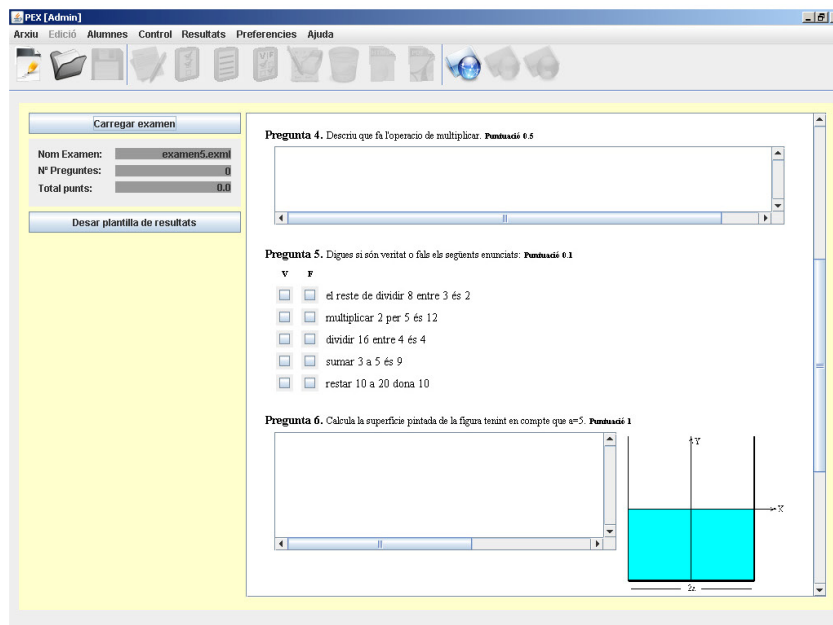 PEX [Admin]
Arxiu Edició Alumnes Control Resultats Preferencies Ajuda
Carregar examen
Nom Examen: examen5.exml
Nº Preguntes: 0
Total punts: 0.0
Desar plantilla de resultats
Pregunta 4. Descriu que fa l'operacio de multiplicar. Puntuació 0.5
Pregunta 5. Digues si són veritat o fals els següents enunciats: Puntuació 0.1
V F
el reste de dividir 8 entre 3 és 2
multiplicar 2 per 5 és 12
dividir 16 entre 4 és 4
sumar 3 a 5 és 9
restar 10 a 20 dona 10
Pregunta 6. Calcula la superfície pintada de la figura tenint en compte que a=5. Puntuació 1
Y
X
2a